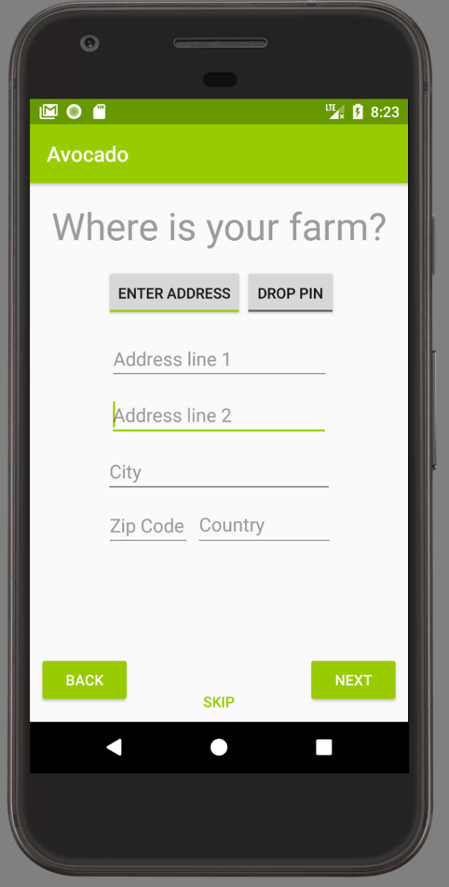 LTE 8:23
Avocado
Where is your farm?
ENTER ADDRESS DROP PIN
Address line 1
Address line 2
City
Zip Code Country
BACK NEXT
SKIP